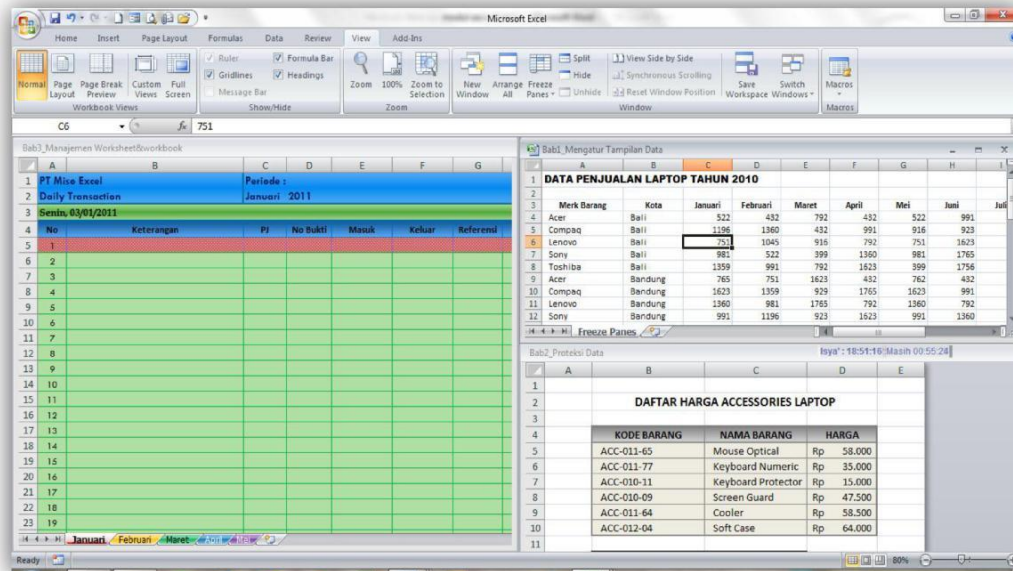 Microsoft Excel
Home Insert Page Layout Formulas Data Review View Add-Ins
Normal Page Layout Page Break Preview Custom Views Full Screen
Workbook Views
Ruler Formula Bar
Gridlines Headings
Message Bar
Show/Hide
Zoom 100% Zoom to Selection
Zoom
New Window Arrange All Freeze Panes
Split
Hide
Unhide
View Side by Side
Synchronous Scrolling
Reset Window Position
Save Workspace Switch Windows
Window
Macros
Macros
C6 fx 751
Bab3_Manajemen Worksheet&workbook
A B C D E F G
1 PT Miso Excel Periode :
2 Daily Transaction Januari 2011
3 Senin, 03/01/2011
4 No Keterangan PJ No Bukti Masuk Keluar Referensi
5 1
6 2
7 3
8 4
9 5
10 6
11 7
12 8
13 9
14 10
15 11
16 12
17 13
18 14
19 15
20 16
21 17
22 18
23 19
Januari Februari Maret April Mei
Bab1_Mengatur Tampilan Data
A B C D E F G H I
1 DATA PENJUALAN LAPTOP TAHUN 2010
2
3 Merk Barang Kota Januari Februari Maret April Mei Juni Juli
4 Acer Bali 522 432 792 432 522 991
5 Compaq Bali 1196 1360 432 991 916 923
6 Lenovo Bali 751 1045 916 792 751 1623
7 Sony Bali 981 522 399 1360 981 1765
8 Toshiba Bali 1359 991 792 1623 399 1756
9 Acer Bandung 765 751 1623 432 762 432
10 Compaq Bandung 1623 1359 929 1765 1623 991
11 Lenovo Bandung 1360 981 1765 792 1360 792
12 Sony Bandung 991 1196 923 1623 991 1360
Freeze Panes
Bab2_Proteksi Data
Isya' : 18:51:16 Masih 00:55:24
A B C D E
1
2 DAFTAR HARGA ACCESSORIES LAPTOP
3
4 KODE BARANG NAMA BARANG HARGA
5 ACC-011-65 Mouse Optical Rp 58.000
6 ACC-011-77 Keyboard Numeric Rp 35.000
7 ACC-010-11 Keyboard Protector Rp 15.000
8 ACC-010-09 Screen Guard Rp 47.500
9 ACC-011-64 Cooler Rp 58.500
10 ACC-012-04 Soft Case Rp 64.000
11
Ready 80%